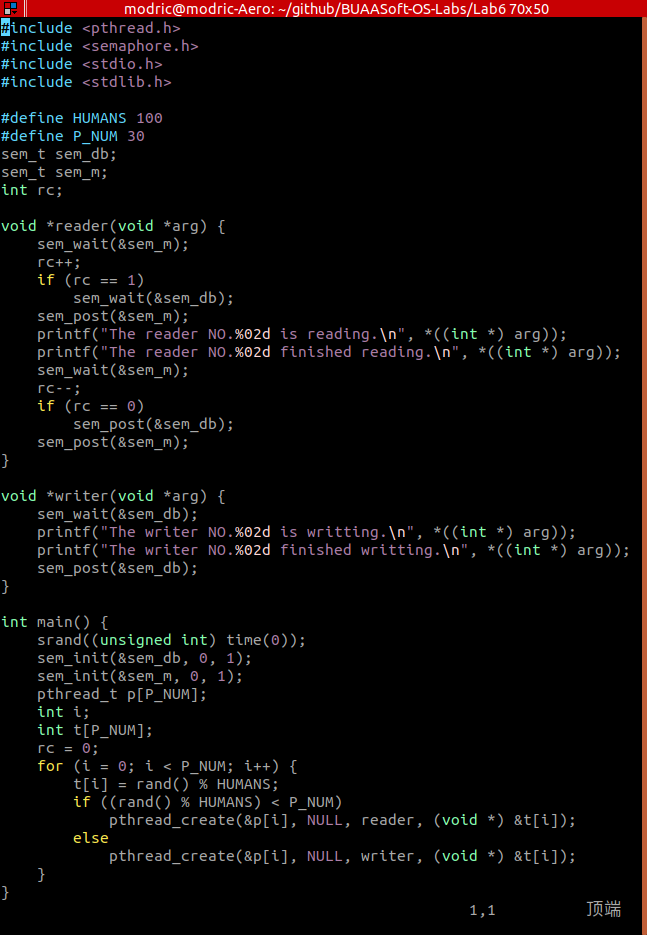 modric@modric-Aero: ~/github/BUAASoft-OS-Labs/Lab6 70x50
#include <pthread.h>
#include <semaphore.h>
#include <stdio.h>
#include <stdlib.h>

#define HUMANS 100
#define P_NUM 30
sem_t sem_db;
sem_t sem_m;
int rc;

void *reader(void *arg) {
    sem_wait(&sem_m);
    rc++;
    if (rc == 1)
        sem_wait(&sem_db);
    sem_post(&sem_m);
    printf("The reader NO.%02d is reading.\n", *((int *) arg));
    printf("The reader NO.%02d finished reading.\n", *((int *) arg));
    sem_wait(&sem_m);
    rc--;
    if (rc == 0)
        sem_post(&sem_db);
    sem_post(&sem_m);
}

void *writer(void *arg) {
    sem_wait(&sem_db);
    printf("The writer NO.%02d is writting.\n", *((int *) arg));
    printf("The writer NO.%02d finished writting.\n", *((int *) arg));
    sem_post(&sem_db);
}

int main() {
    srand((unsigned int) time(0));
    sem_init(&sem_db, 0, 1);
    sem_init(&sem_m, 0, 1);
    pthread_t p[P_NUM];
    int i;
    int t[P_NUM];
    rc = 0;
    for (i = 0; i < P_NUM; i++) {
        t[i] = rand() % HUMANS;
        if ((rand() % HUMANS) < P_NUM)
            pthread_create(&p[i], NULL, reader, (void *) &t[i]);
        else
            pthread_create(&p[i], NULL, writer, (void *) &t[i]);
    }
}
1,1 顶端